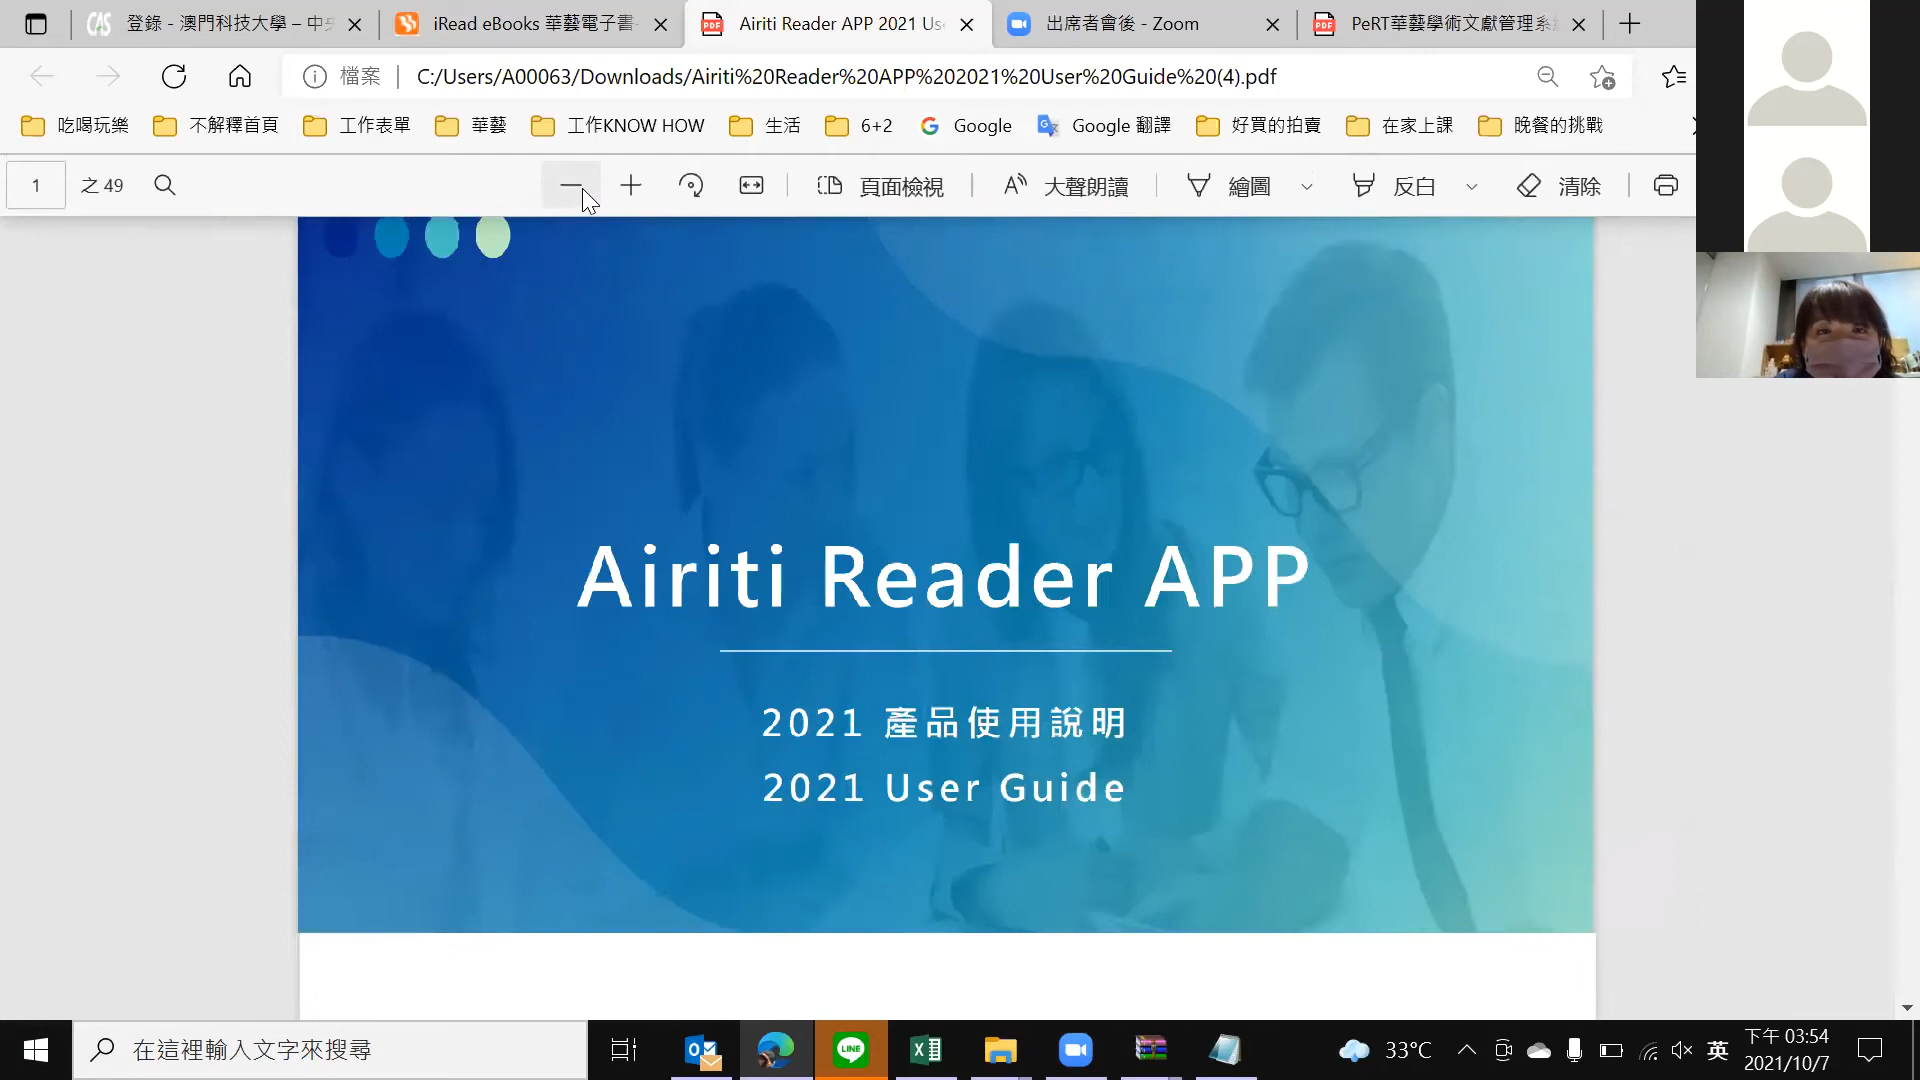 登錄 - 澳門科技大學 – 中
iRead eBooks 華藝電子書-
Airiti Reader APP 2021 Us
出席者會後 - Zoom
PeRT華藝學術文獻管理系
檔案
C:/Users/A00063/Downloads/Airiti%20Reader%20APP%202021%20User%20Guide%20(4).pdf
吃喝玩樂
不解釋首頁
工作表單
華藝
工作KNOW HOW
生活
6+2
Google
Google 翻譯
好買的拍賣
在家上課
晚餐的挑戰
1
之 49
頁面檢視
大聲朗讀
繪圖
反白
清除
Airiti Reader APP
2021 產品使用說明
2021 User Guide
在這裡輸入文字來搜尋
LINE
33°C
英
下午 03:54
2021/10/7